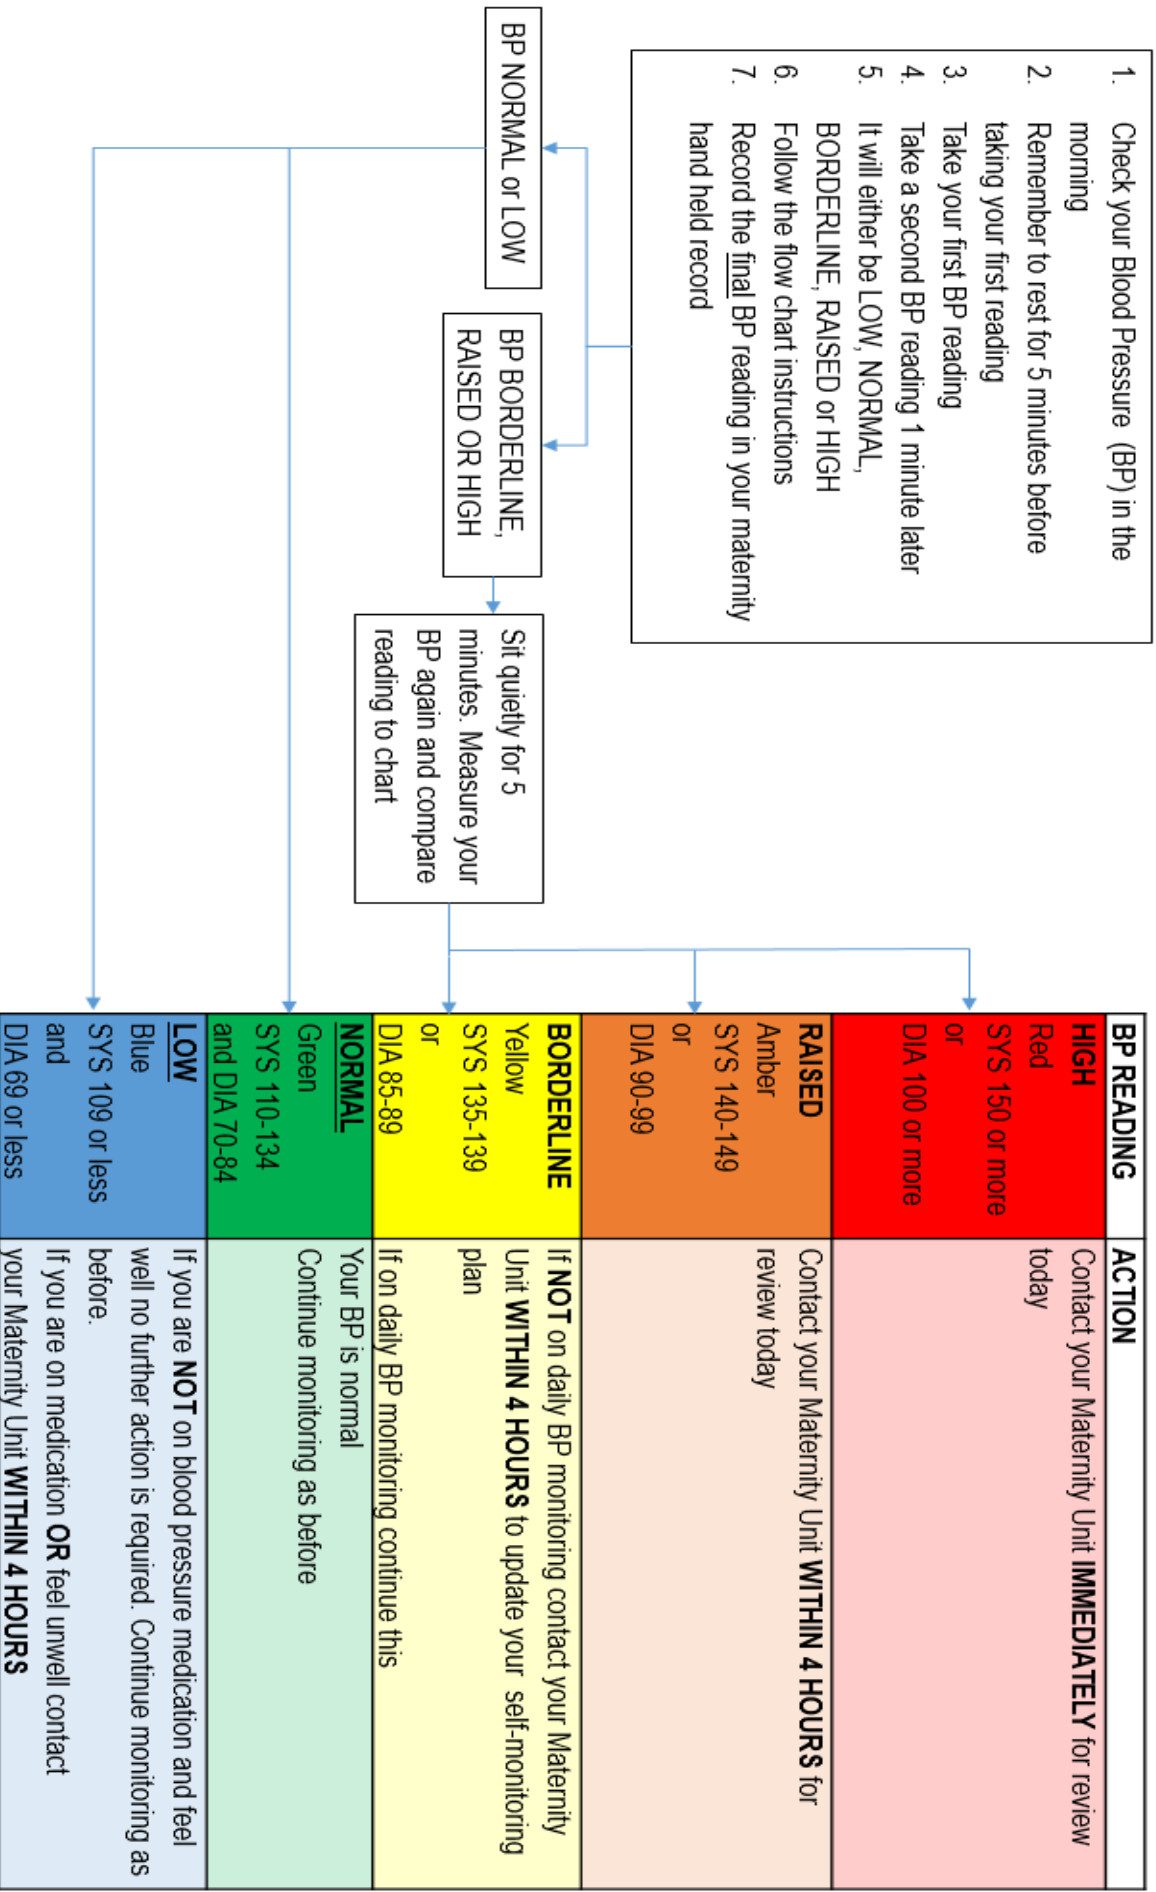 1. Check your Blood Pressure (BP) in the
morning
2. Remember to rest for 5 minutes before
taking your first reading
3. Take your first BP reading
4. Take a second BP reading 1 minute later
5. It will either be LOW, NORMAL,
BORDERLINE, RAISED or HIGH
6. Follow the flow chart instructions
7. Record the final BP reading in your maternity
hand held record
BP NORMAL or LOW
BP BORDERLINE,
RAISED OR HIGH
Sit quietly for 5
minutes. Measure your
BP again and compare
reading to chart
BP READING
ACTION
HIGH
Red
SYS 150 or more
or
DIA 100 or more
Contact your Maternity Unit IMMEDIATELY for review
today
RAISED
Amber
SYS 140-149
or
DIA 90-99
Contact your Maternity Unit WITHIN 4 HOURS for
review today
BORDERLINE
Yellow
SYS 135-139
or
DIA 85-89
If NOT on daily BP monitoring contact your Maternity
Unit WITHIN 4 HOURS to update your self-monitoring
plan
If on daily BP monitoring continue this
NORMAL
Green
SYS 110-134
and DIA 70-84
Your BP is normal
Continue monitoring as before
LOW
Blue
SYS 109 or less
and
DIA 69 or less
If you are NOT on blood pressure medication and feel
well no further action is required. Continue monitoring as
before.
If you are on medication OR feel unwell contact
your Maternity Unit WITHIN 4 HOURS